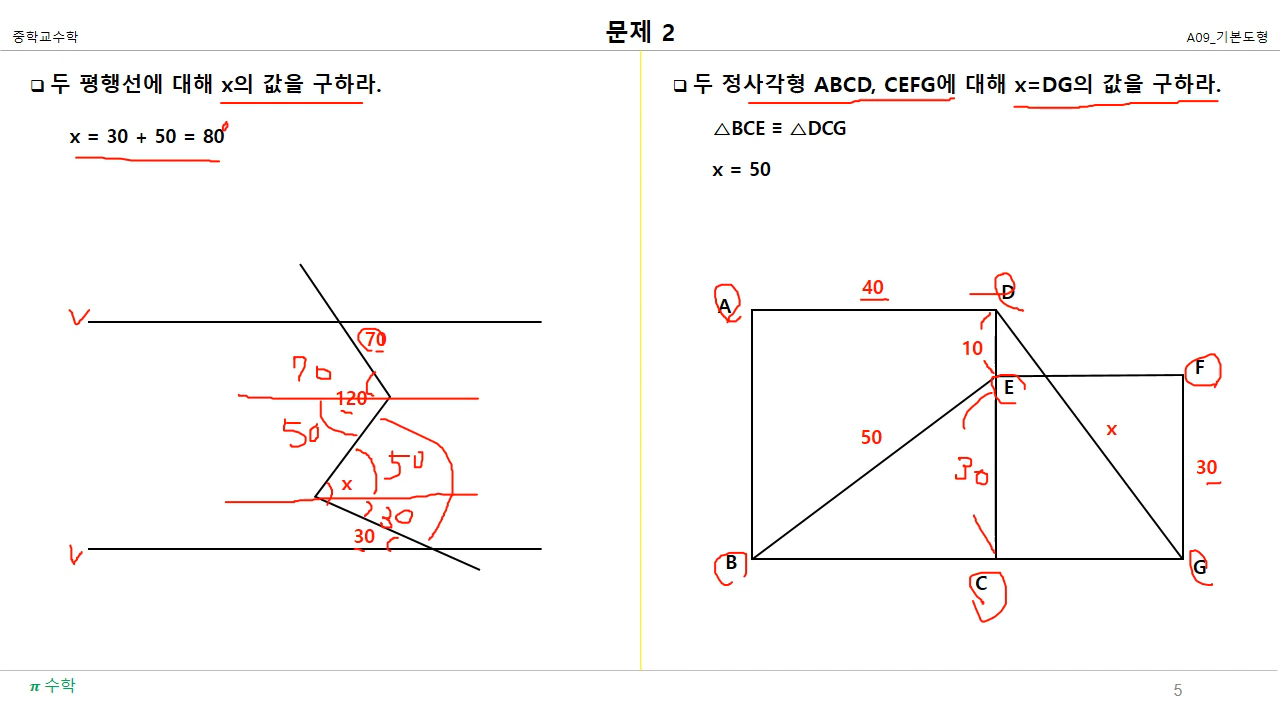 중학교수학
문제 2
A09_기본도형
❑ 두 평행선에 대해 x의 값을 구하라.
x = 30 + 50 = 80°
V
70
70
120
50
50
x
30
30
V
❑ 두 정사각형 ABCD, CEFG에 대해 x=DG의 값을 구하라.
△BCE ≡ △DCG
x = 50
A
40
D
10
E
F
50
x
30
30
B
C
G
π 수학
5